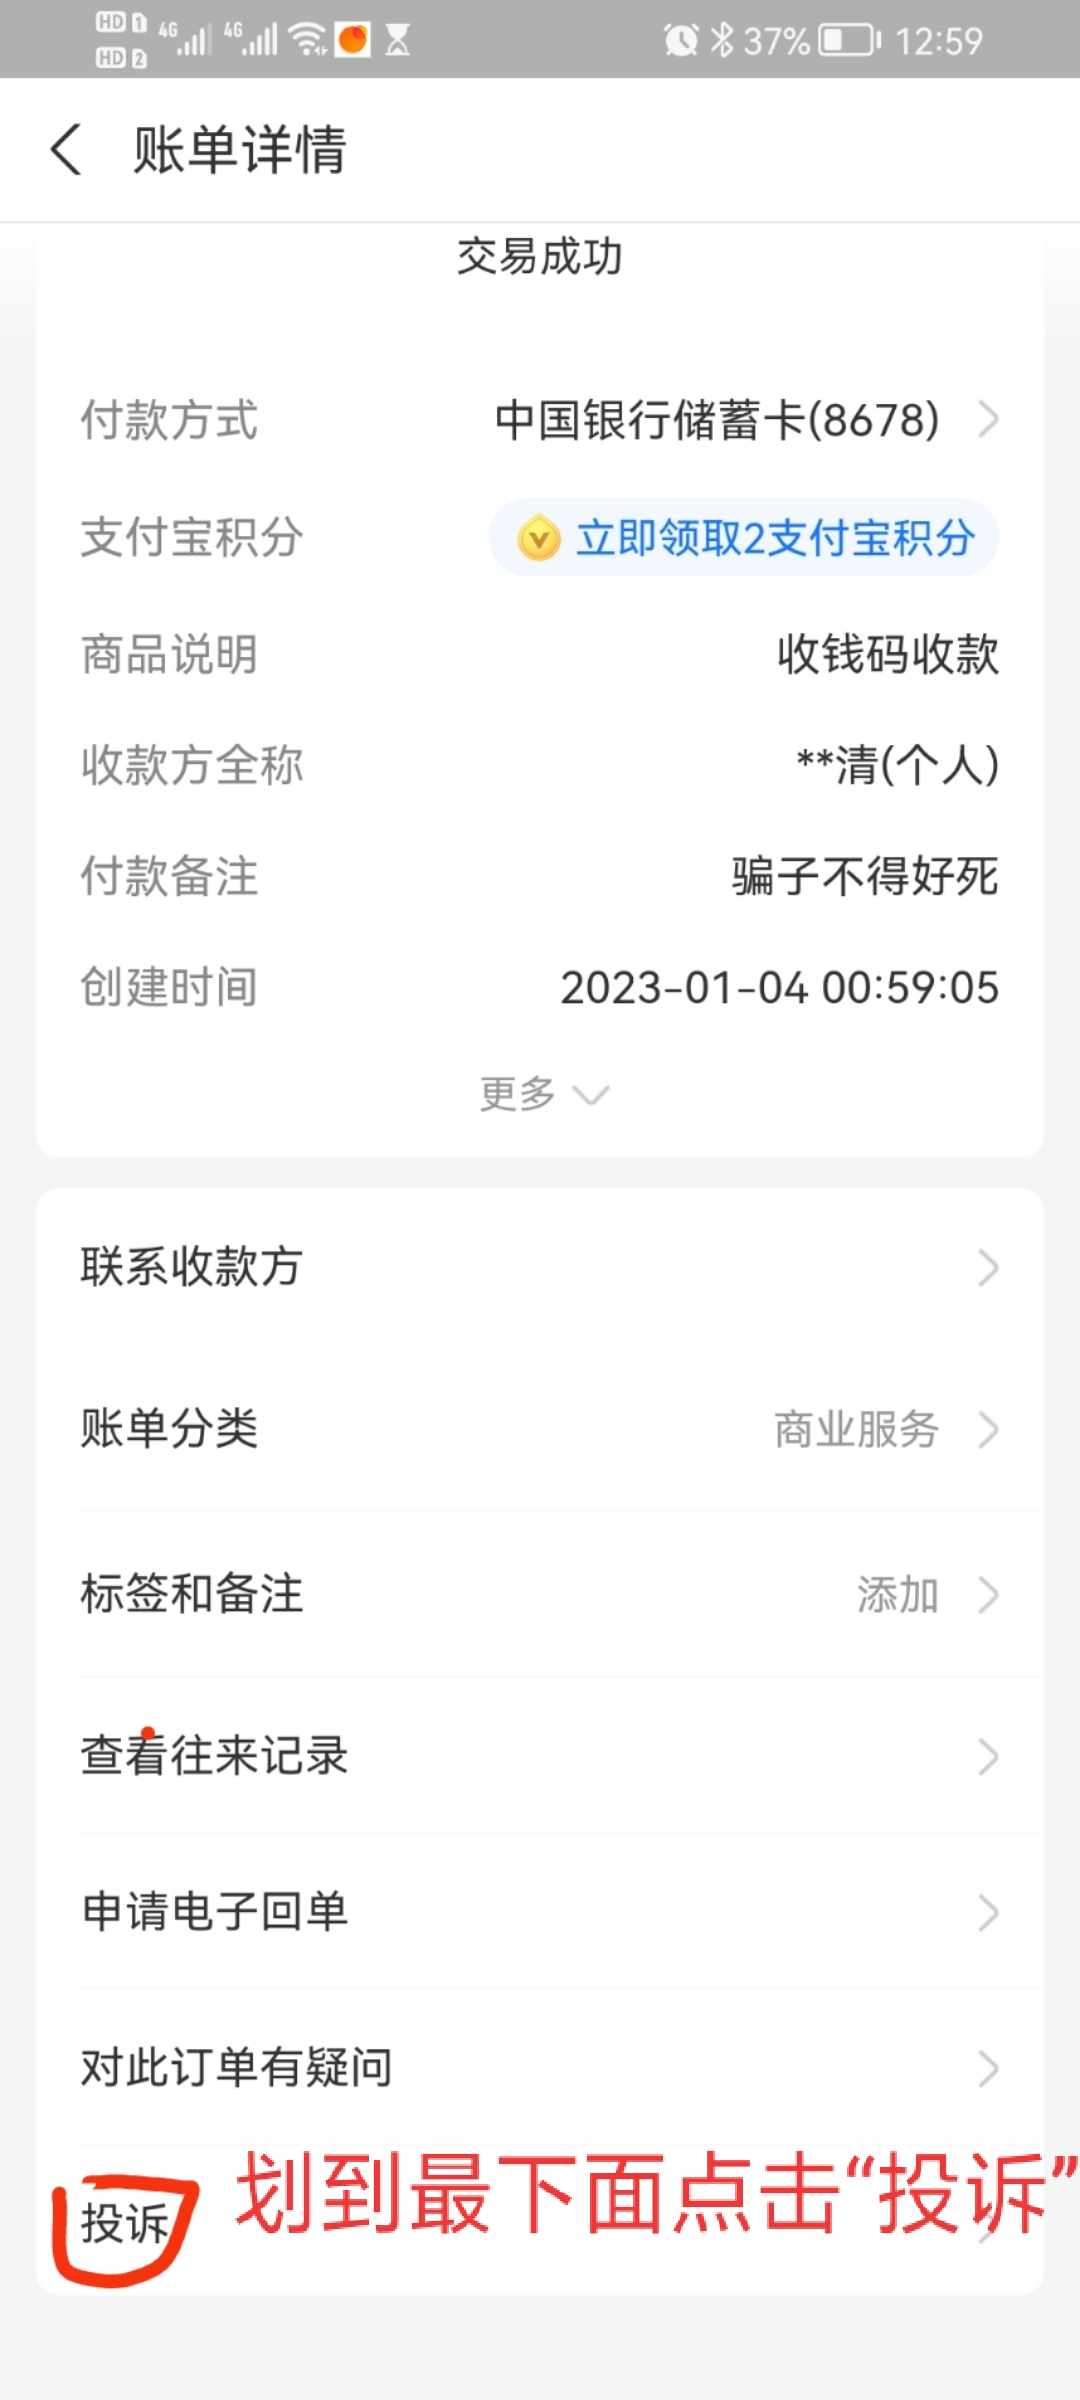 HD 1 4G 4G 37% 12:59
HD 2
账单详情
交易成功
付款方式 中国银行储蓄卡(8678)
支付宝积分 立即领取2支付宝积分
商品说明 收钱码收款
收款方全称 **清(个人)
付款备注 骗子不得好死
创建时间 2023-01-04 00:59:05
更多
联系收款方
账单分类 商业服务
标签和备注 添加
查看往来记录
申请电子回单
对此订单有疑问
投诉 划到最下面点击“投诉”